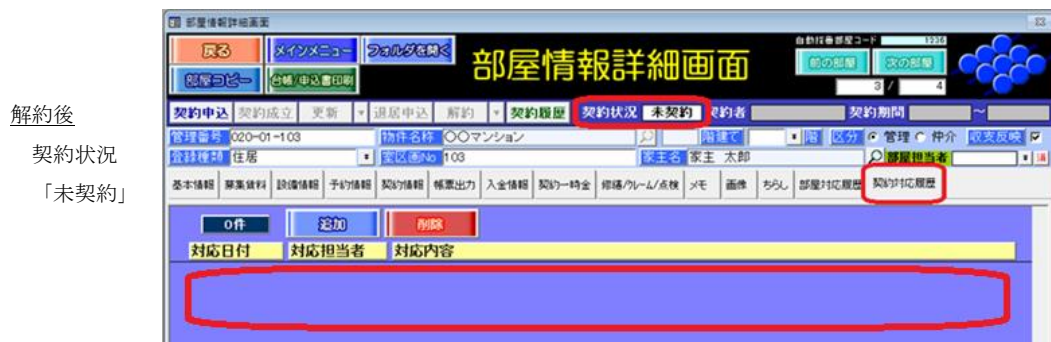 部屋情報詳細画面
戻る メインメニュー フォルダを開く 部屋情報詳細画面 自動採番部屋コード 1236
前の部屋 次の部屋
部屋コピー 台帳/申込書印刷 3 / 4
解約後
契約状況
「未契約」
契約申込 契約成立 更新 退居申込 解約 契約履歴 契約状況 未契約 契約者 契約期間 ~
管理番号 020-01-103 物件名称 〇〇マンション 階建て 階 区分 管理 仲介 収支反映
登録種類 住居 室区画No 103 家主名 家主 太郎 部屋担当者
基本情報 募集賃料 設備情報 予約情報 契約情報 帳票出力 入金情報 契約一時金 修繕/クレーム/点検 メモ 画像 ちらし 部屋対応履歴 契約対応履歴
0件 追加 削除
対応日付 対応担当者 対応内容